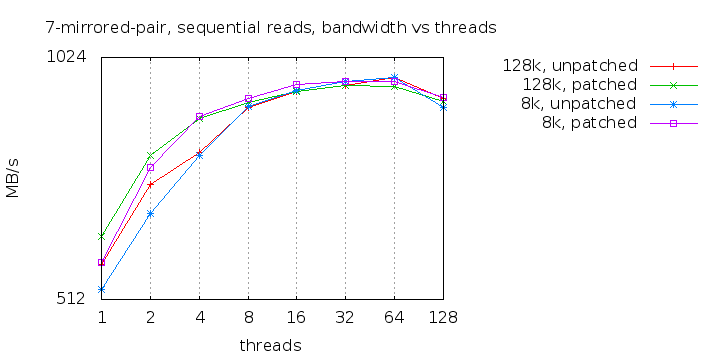 7-mirrored-pair, sequential reads, bandwidth vs threads
1024
128k, unpatched
128k, patched
8k, unpatched
8k, patched
MB/s
512
1 2 4 8 16 32 64 128
threads